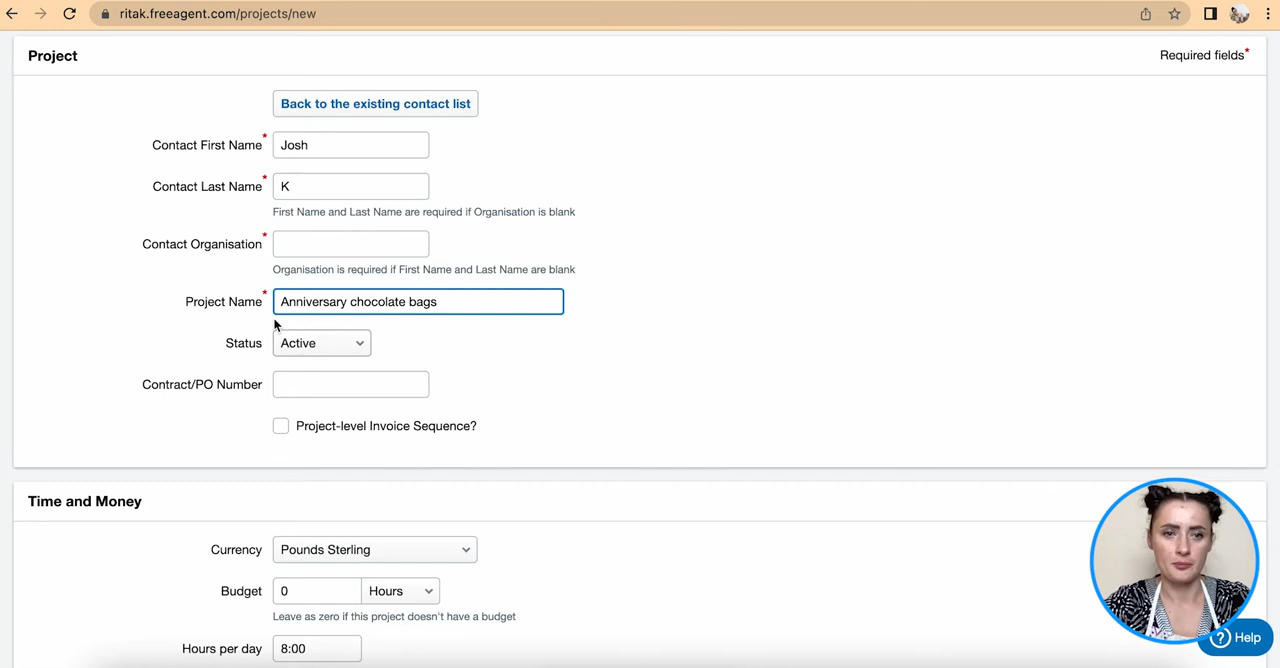 ritak.freeagent.com/projects/new
Project
Required fields*
Back to the existing contact list
Contact First Name* Josh
Contact Last Name* K
First Name and Last Name are required if Organisation is blank
Contact Organisation*
Organisation is required if First Name and Last Name are blank
Project Name* Anniversary chocolate bags
Status Active
Contract/PO Number
Project-level Invoice Sequence?
Time and Money
Currency Pounds Sterling
Budget 0 Hours
Leave as zero if this project doesn't have a budget
Hours per day 8:00
? Help